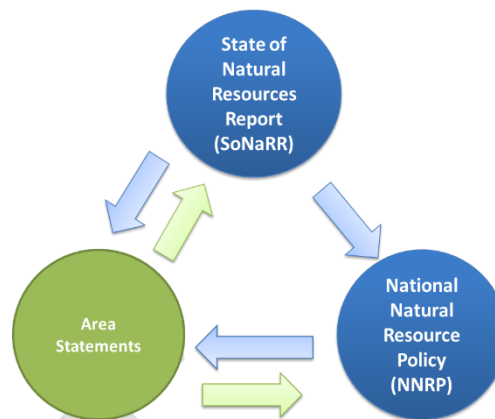 State of
Natural
Resources
Report
(SoNaRR)
Area
Statements
National
Natural
Resource
Policy
(NNRP)